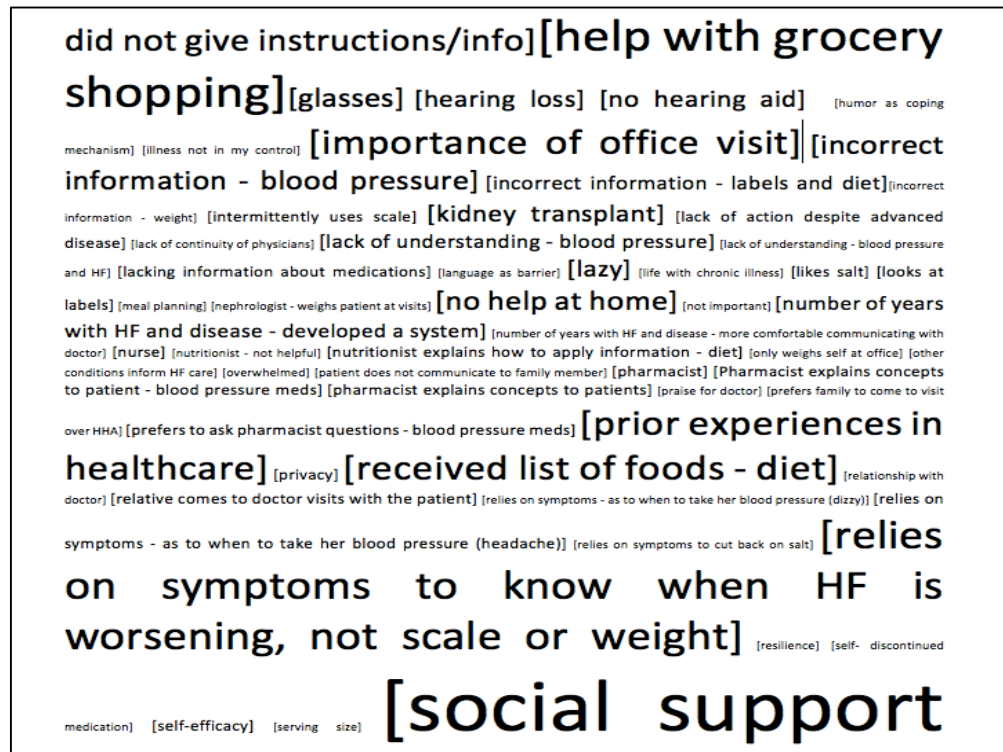 did not give instructions/info] [help with grocery
shopping] [glasses] [hearing loss] [no hearing aid] [humor as coping
mechanism] [illness not in my control] [importance of office visit] [incorrect
information - blood pressure] [incorrect information - labels and diet] [incorrect
information - weight] [intermittently uses scale] [kidney transplant] [lack of action despite advanced
disease] [lack of continuity of physicians] [lack of understanding - blood pressure] [lack of understanding - blood pressure
and HF] [lacking information about medications] [language as barrier] [lazy] [life with chronic illness] [likes salt] [looks at
labels] [meal planning] [nephrologist - weighs patient at visits] [no help at home] [not important] [number of years
with HF and disease - developed a system] [number of years with HF and disease - more comfortable communicating with
doctor] [nurse] [nutritionist - not helpful] [nutritionist explains how to apply information - diet] [only weighs self at office] [other
conditions inform HF care] [overwhelmed] [patient does not communicate to family member] [pharmacist] [Pharmacist explains concepts
to patient - blood pressure meds] [pharmacist explains concepts to patients] [praise for doctor] [prefers family to come to visit
over HHA] [prefers to ask pharmacist questions - blood pressure meds] [prior experiences in
healthcare] [privacy] [received list of foods - diet] [relationship with
doctor] [relative comes to doctor visits with the patient] [relies on symptoms - as to when to take her blood pressure (dizzy)] [relies on
symptoms - as to when to take her blood pressure (headache)] [relies on symptoms to cut back on salt] [relies
on symptoms to know when HF is
worsening, not scale or weight] [resilience] [self- discontinued
medication] [self-efficacy] [serving size] [social support